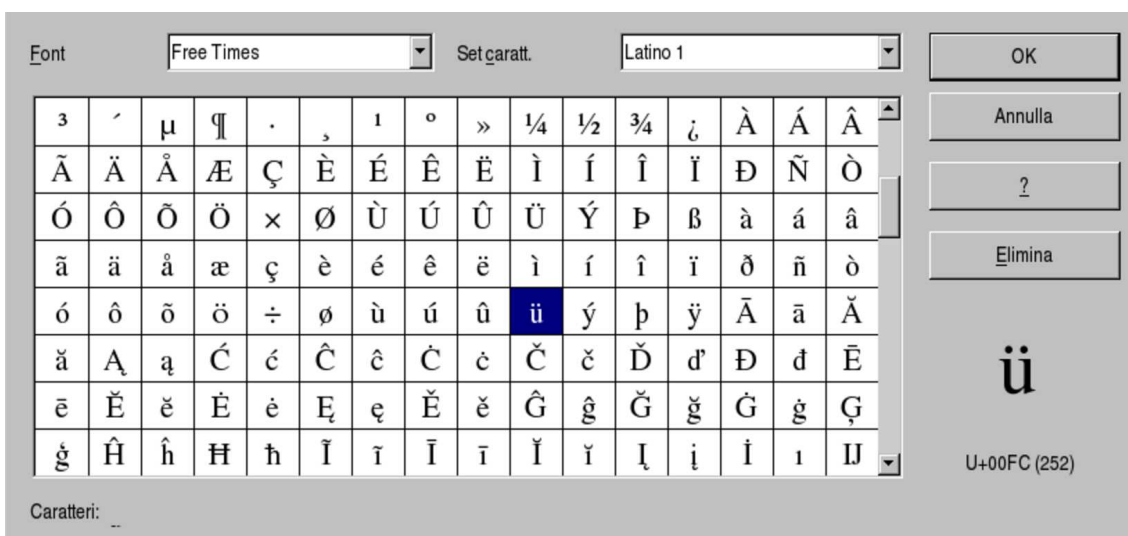 Font Free Times Set caratt. Latino 1 OK
³ ´ µ ¶ · ¸ ¹ º » ¼ ½ ¾ ¿ À Á Â Annulla
Ã Ä Å Æ Ç È É Ê Ë Ì Í Î Ï Ð Ñ Ò
?
Ó Ô Õ Ö × Ø Ù Ú Û Ü Ý Þ ß à á â
ã ä å æ ç è é ê ë ì í î ï ð ñ ò Elimina
ó ô õ ö ÷ ø ù ú û ü ý þ ÿ Ā ā Ă
ă Ą ą Ć ć Ĉ ĉ Ċ ċ Č č Ď ď Đ đ Ē
ü
ē Ĕ ĕ Ė ė Ę ę Ě ě Ĝ ĝ Ğ ğ Ġ ġ Ģ
ģ Ĥ ĥ Ħ ħ Ĩ ĩ Ī ī Ĭ ĭ Į į İ ı Ĳ
U+00FC (252)
Caratteri: